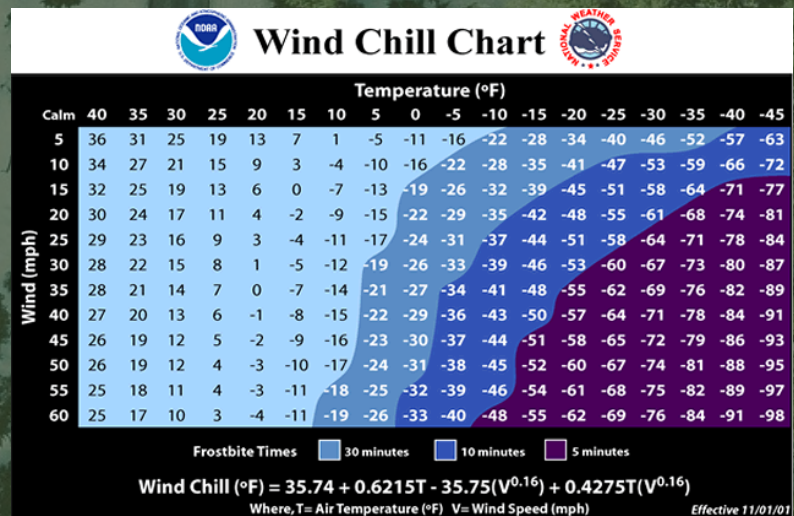 NOAA
Wind Chill Chart
NATIONAL WEATHER SERVICE
Temperature (ºF)
Calm 40 35 30 25 20 15 10 5 0 -5 -10 -15 -20 -25 -30 -35 -40 -45
5 36 31 25 19 13 7 1 -5 -11 -16 -22 -28 -34 -40 -46 -52 -57 -63
10 34 27 21 15 9 3 -4 -10 -16 -22 -28 -35 -41 -47 -53 -59 -66 -72
15 32 25 19 13 6 0 -7 -13 -19 -26 -32 -39 -45 -51 -58 -64 -71 -77
20 30 24 17 11 4 -2 -9 -15 -22 -29 -35 -42 -48 -55 -61 -68 -74 -81
25 29 23 16 9 3 -4 -11 -17 -24 -31 -37 -44 -51 -58 -64 -71 -78 -84
30 28 22 15 8 1 -5 -12 -19 -26 -33 -39 -46 -53 -60 -67 -73 -80 -87
35 28 21 14 7 0 -7 -14 -21 -27 -34 -41 -48 -55 -62 -69 -76 -82 -89
40 27 20 13 6 -1 -8 -15 -22 -29 -36 -43 -50 -57 -64 -71 -78 -84 -91
45 26 19 12 5 -2 -9 -16 -23 -30 -37 -44 -51 -58 -65 -72 -79 -86 -93
50 26 19 12 4 -3 -10 -17 -24 -31 -38 -45 -52 -60 -67 -74 -81 -88 -95
55 25 18 11 4 -3 -11 -18 -25 -32 -39 -46 -54 -61 -68 -75 -82 -89 -97
60 25 17 10 3 -4 -11 -19 -26 -33 -40 -48 -55 -62 -69 -76 -84 -91 -98
Wind (mph)
Frostbite Times 30 minutes 10 minutes 5 minutes
Wind Chill (ºF) = 35.74 + 0.6215T - 35.75(V^0.16) + 0.4275T(V^0.16)
Where, T= Air Temperature (ºF) V= Wind Speed (mph) Effective 11/01/01